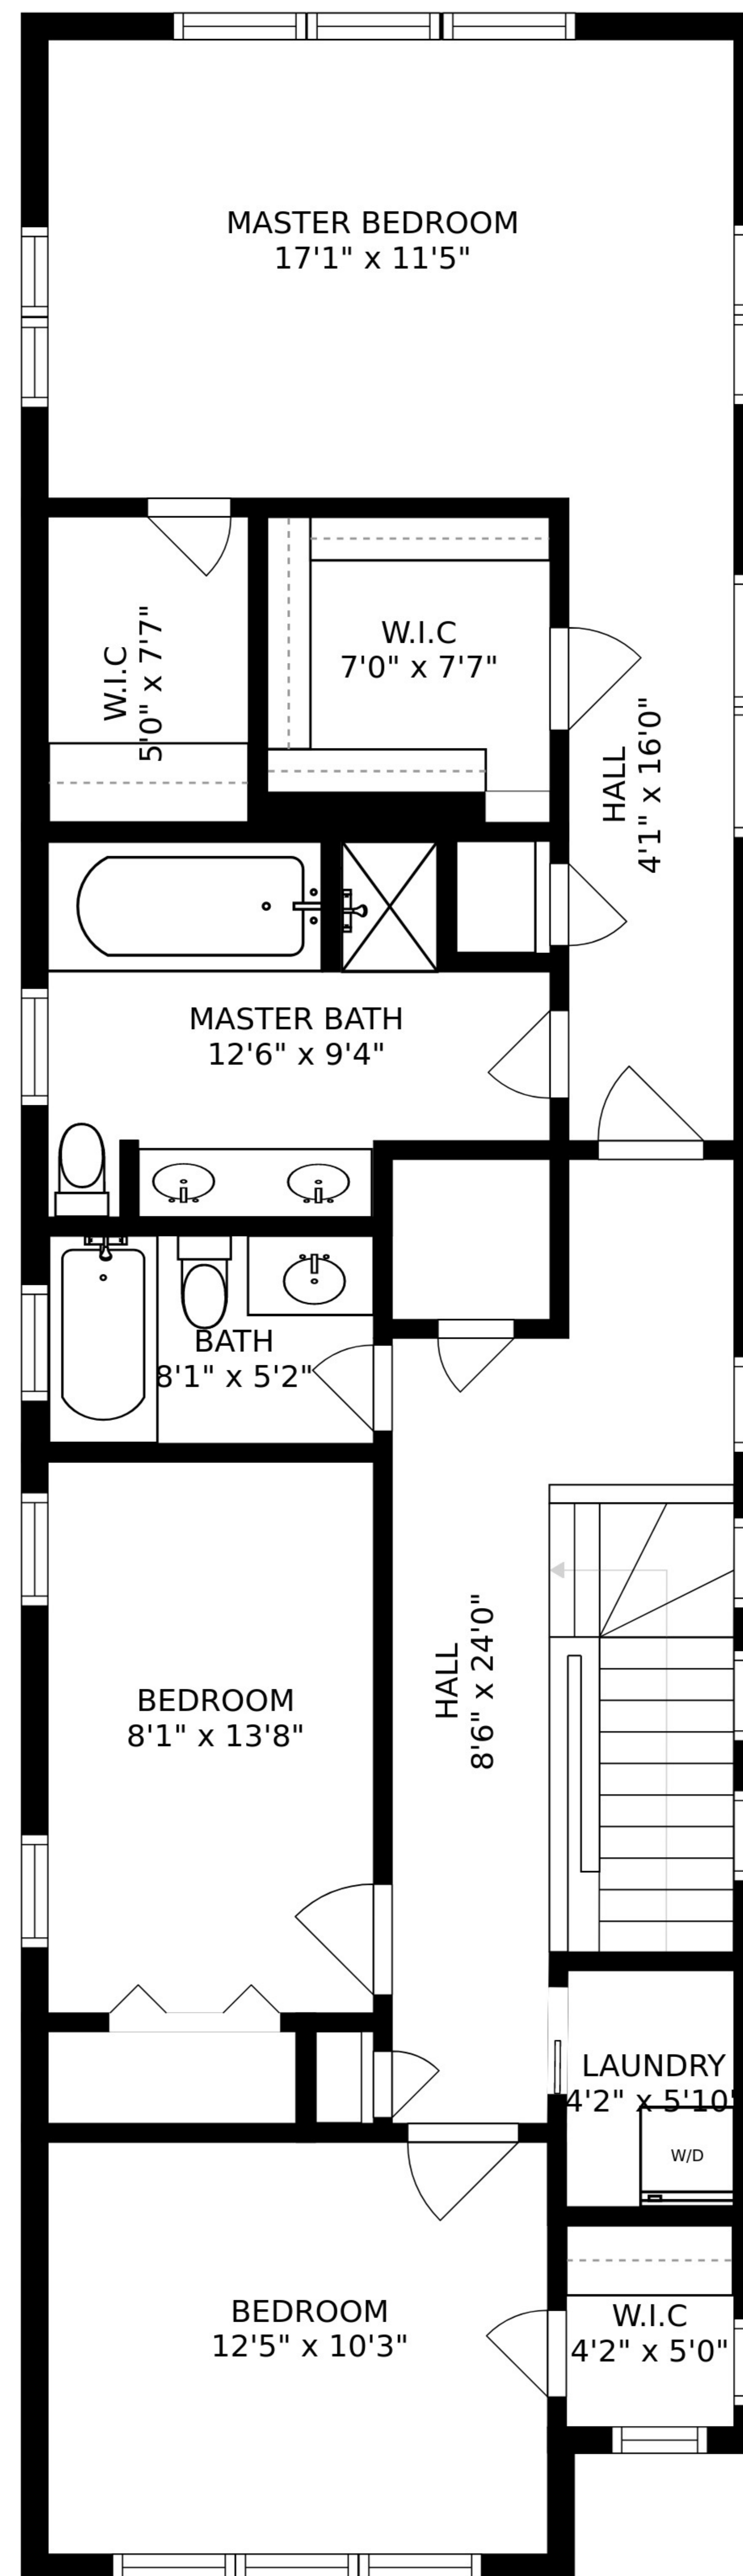 MASTER BEDROOM
17'1" x 11'5"
W.I.C
5'0" x 7'7"
W.I.C
7'0" x 7'7"
HALL
4'1" x 16'0"
MASTER BATH
12'6" x 9'4"
BATH
8'1" x 5'2"
HALL
8'6" x 24'0"
BEDROOM
8'1" x 13'8"
LAUNDRY
4'2" x 5'10"
W/D
BEDROOM
12'5" x 10'3"
W.I.C
4'2" x 5'0"